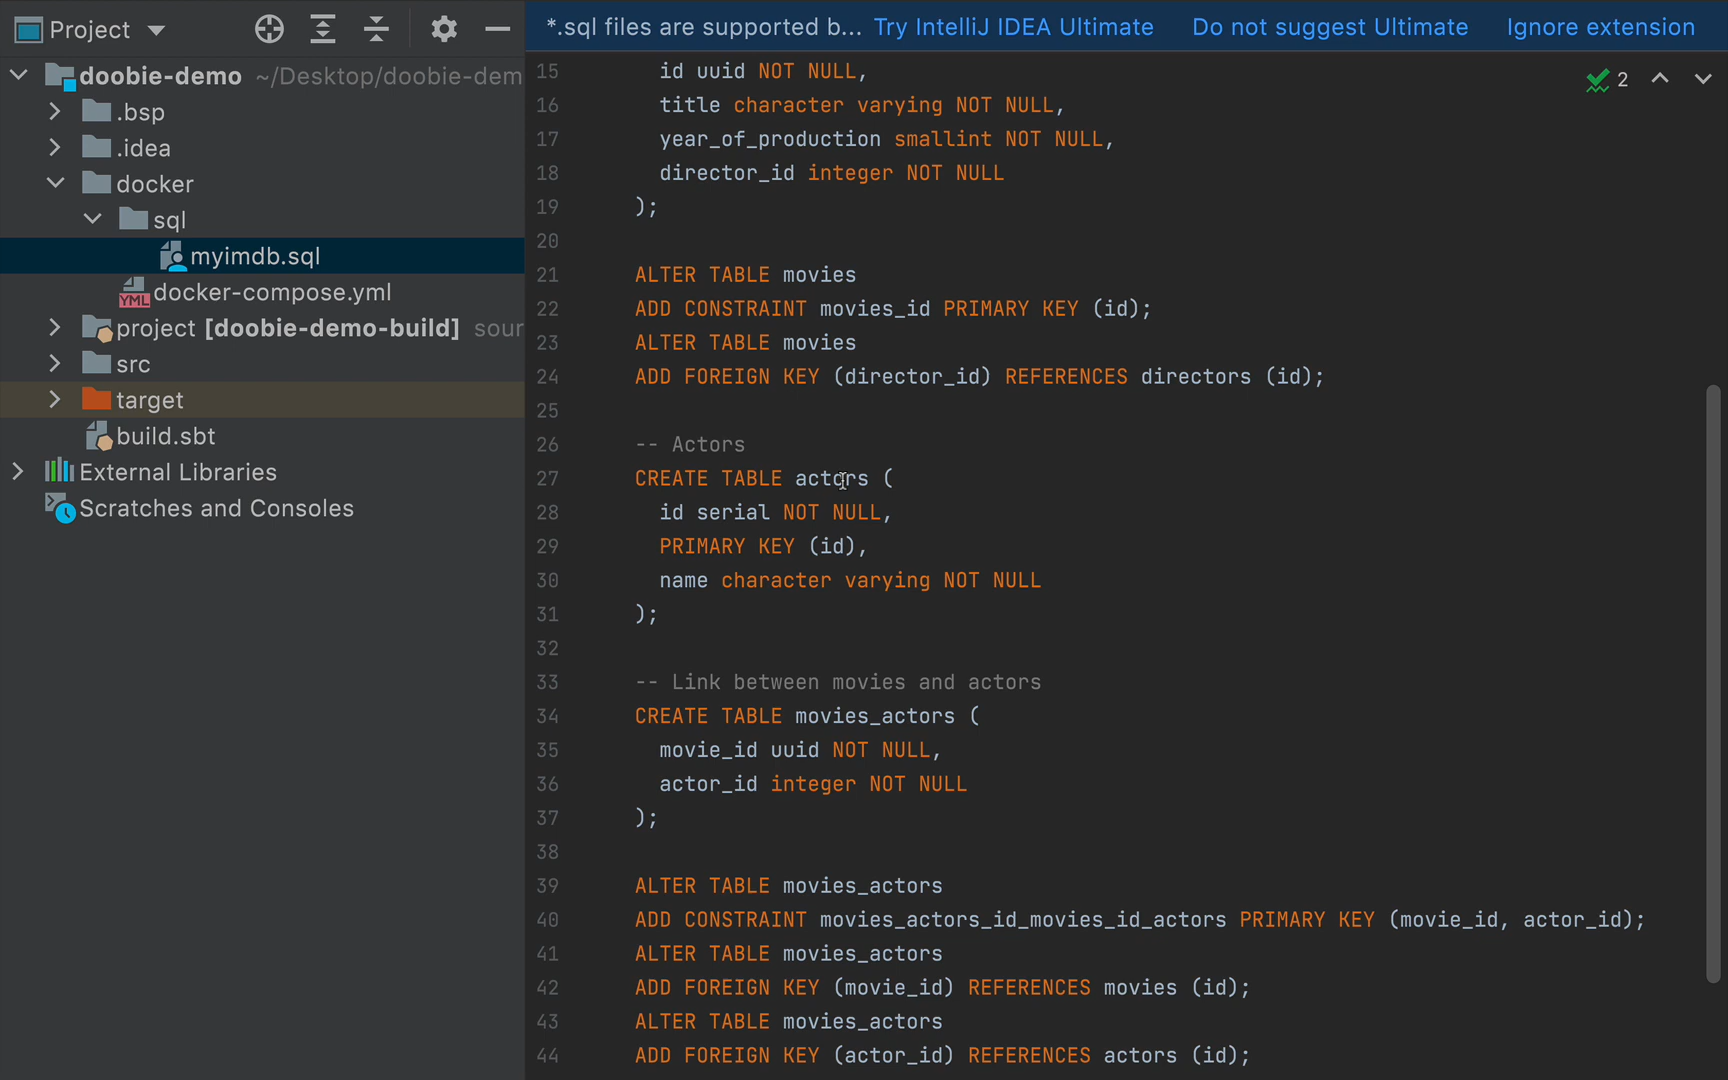 Project
doobie-demo ~/Desktop/doobie-dem
.bsp
.idea
docker
sql
myimdb.sql
YML docker-compose.yml
project [doobie-demo-build] sour
src
target
build.sbt
External Libraries
Scratches and Consoles
*.sql files are supported b... Try IntelliJ IDEA Ultimate Do not suggest Ultimate Ignore extension
2
15 id uuid NOT NULL,
16 title character varying NOT NULL,
17 year_of_production smallint NOT NULL,
18 director_id integer NOT NULL
19 );
20
21 ALTER TABLE movies
22 ADD CONSTRAINT movies_id PRIMARY KEY (id);
23 ALTER TABLE movies
24 ADD FOREIGN KEY (director_id) REFERENCES directors (id);
25
26 -- Actors
27 CREATE TABLE actors (
28 id serial NOT NULL,
29 PRIMARY KEY (id),
30 name character varying NOT NULL
31 );
32
33 -- Link between movies and actors
34 CREATE TABLE movies_actors (
35 movie_id uuid NOT NULL,
36 actor_id integer NOT NULL
37 );
38
39 ALTER TABLE movies_actors
40 ADD CONSTRAINT movies_actors_id_movies_id_actors PRIMARY KEY (movie_id, actor_id);
41 ALTER TABLE movies_actors
42 ADD FOREIGN KEY (movie_id) REFERENCES movies (id);
43 ALTER TABLE movies_actors
44 ADD FOREIGN KEY (actor_id) REFERENCES actors (id);